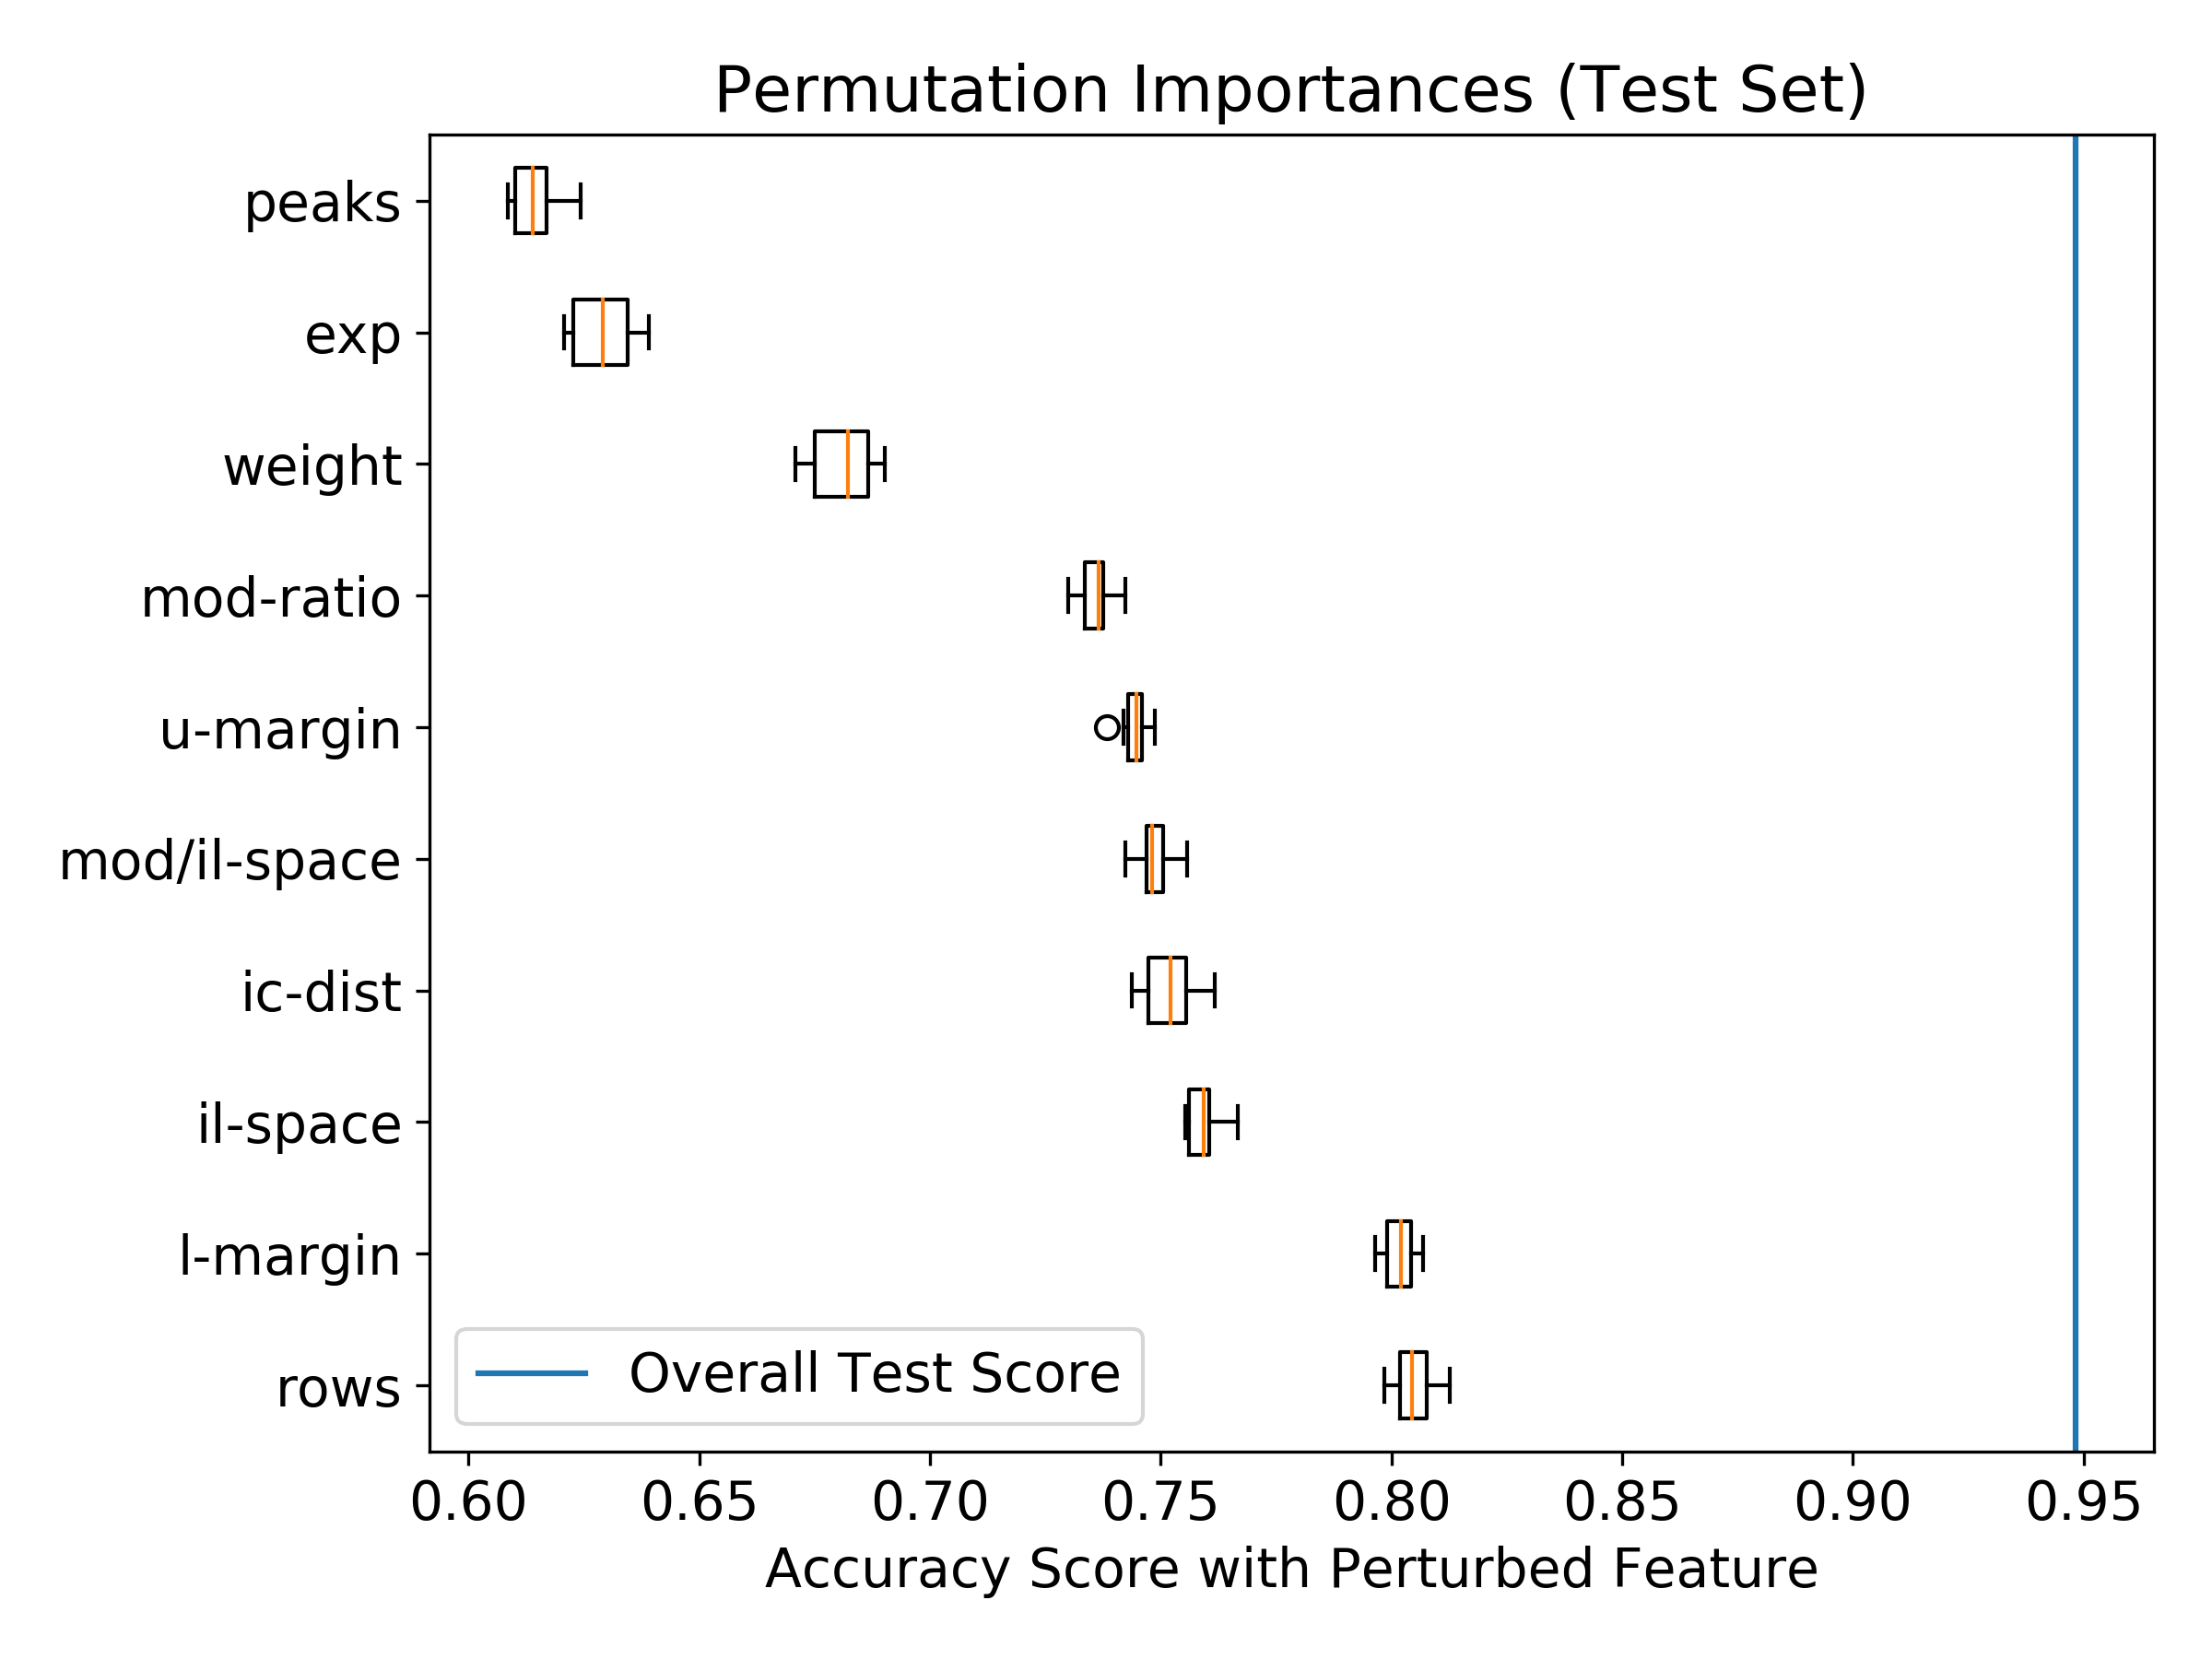 Permutation Importances (Test Set)
peaks
exp
weight
mod-ratio
u-margin
mod/il-space
ic-dist
il-space
l-margin
rows
Overall Test Score
0.60 0.65 0.70 0.75 0.80 0.85 0.90 0.95
Accuracy Score with Perturbed Feature